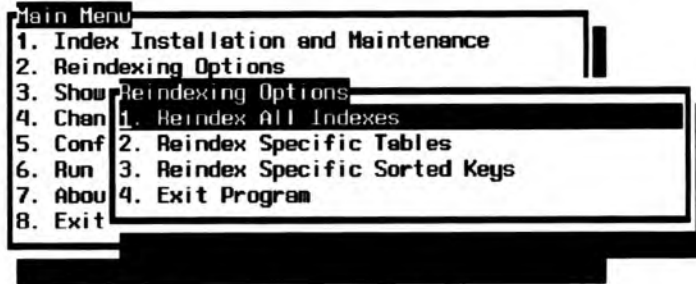 Main Menu
1. Index Installation and Maintenance
2. Reindexing Options
3. Show
4. Chan
5. Conf
6. Run
7. Abou
8. Exit
Reindexing Options
1. Reindex All Indexes
2. Reindex Specific Tables
3. Reindex Specific Sorted Keys
4. Exit Program